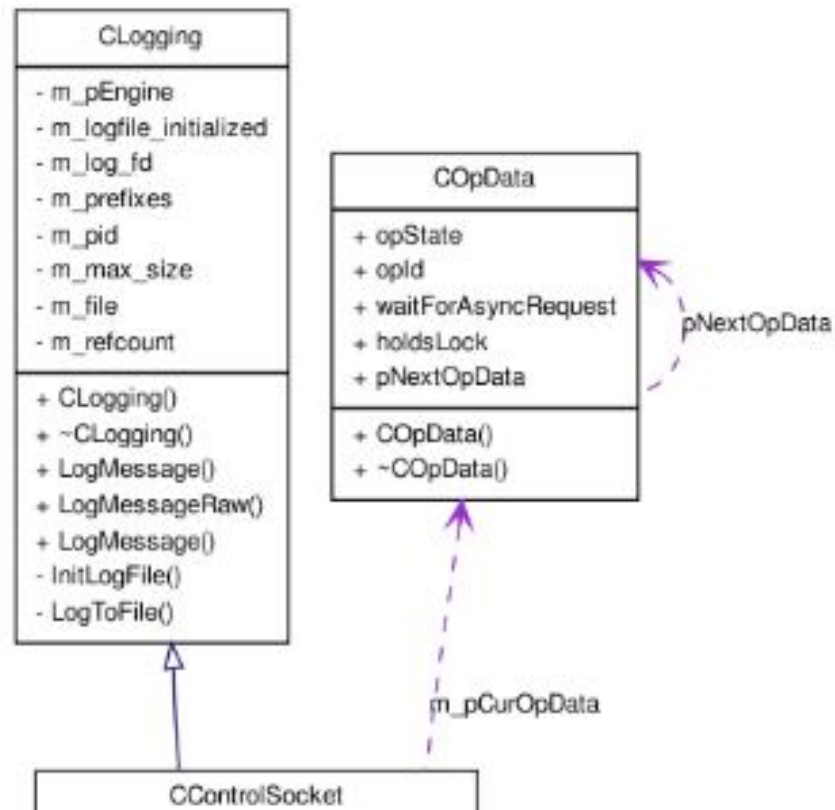 CLogging
- m_pEngine
- m_logfile_initialized
- m_log_fd
- m_prefixes
- m_pid
- m_max_size
- m_file
- m_refcount
+ CLogging()
+ ~CLogging()
+ LogMessage()
+ LogMessageRaw()
+ LogMessage()
- InitLogFile()
- LogToFile()
COpData
+ opState
+ opId
+ waitForAsyncRequest
+ holdsLock
+ pNextOpData
+ COpData()
+ ~COpData()
pNextOpData
m_pCurOpData
CControlSocket